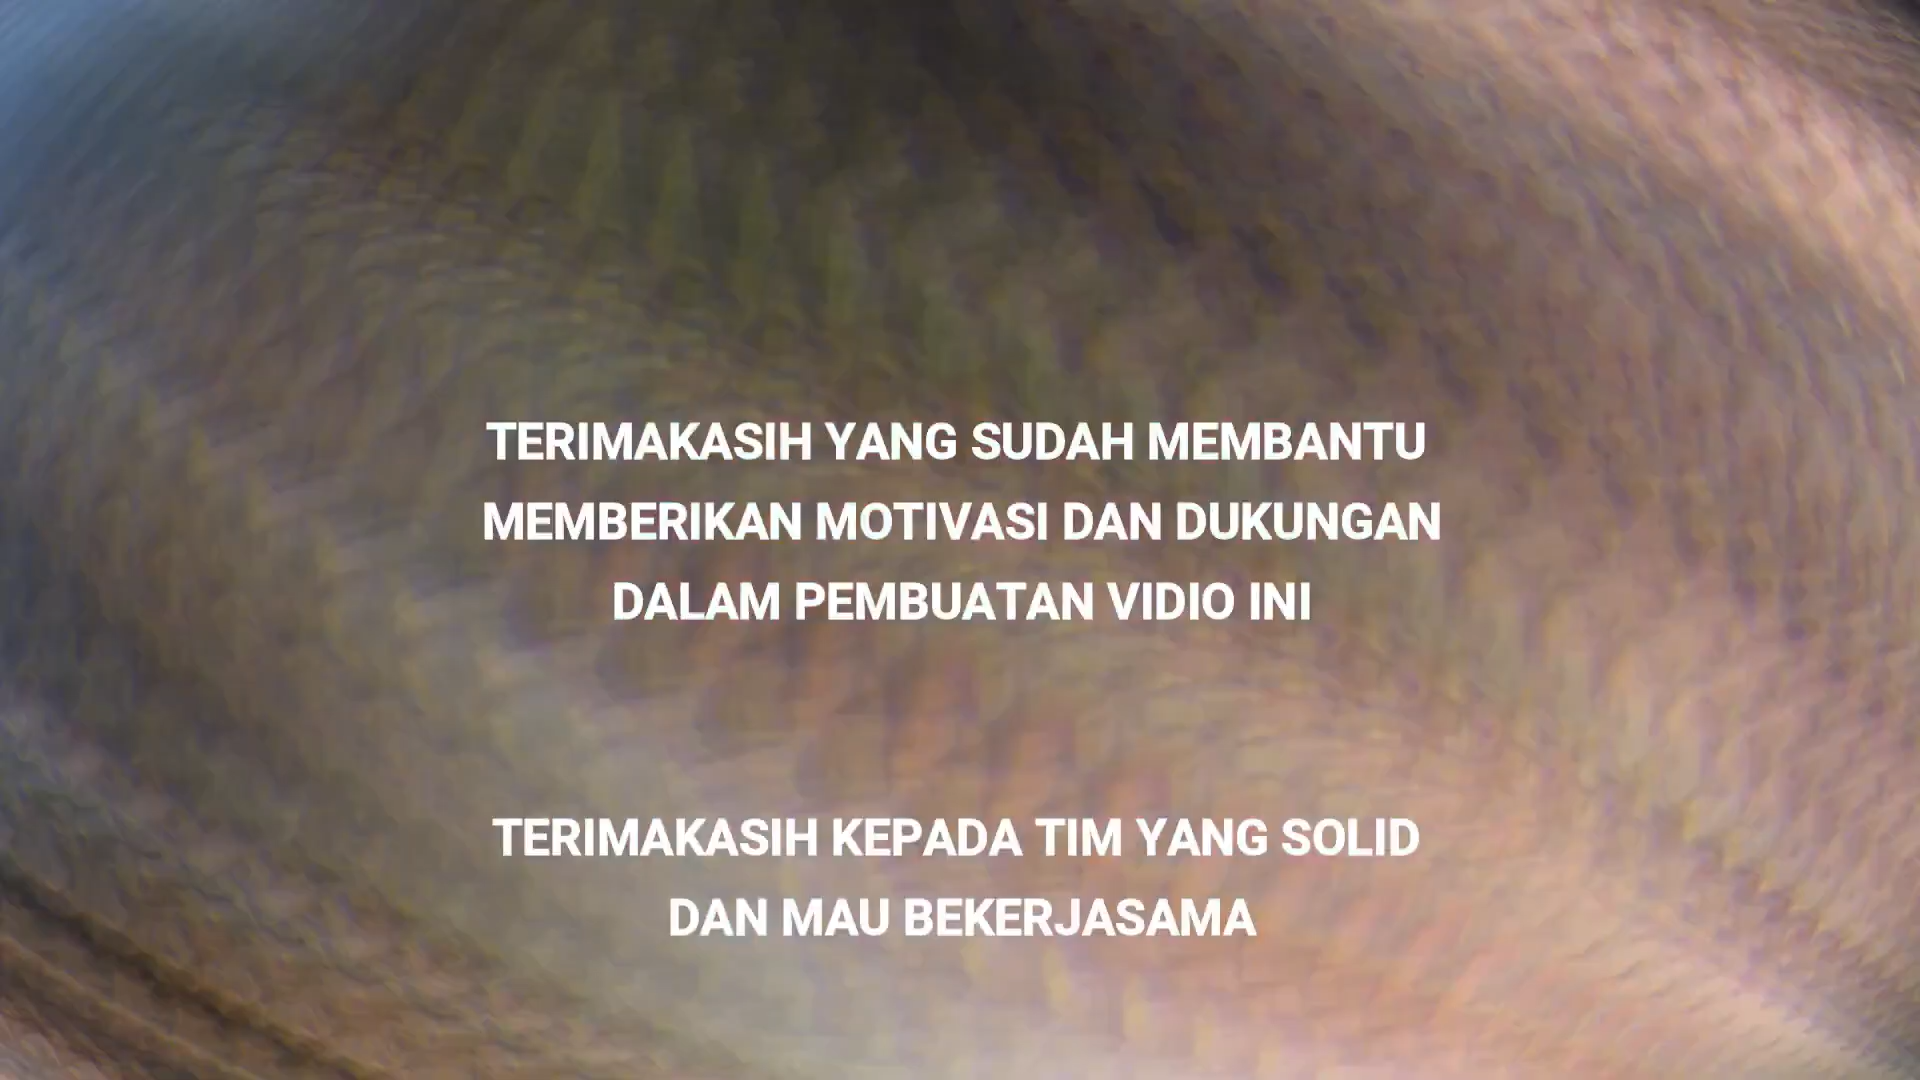 TERIMAKASIH YANG SUDAH MEMBANTU
MEMBERIKAN MOTIVASI DAN DUKUNGAN
DALAM PEMBUATAN VIDIO INI
TERIMAKASIH KEPADA TIM YANG SOLID
DAN MAU BEKERJASAMA